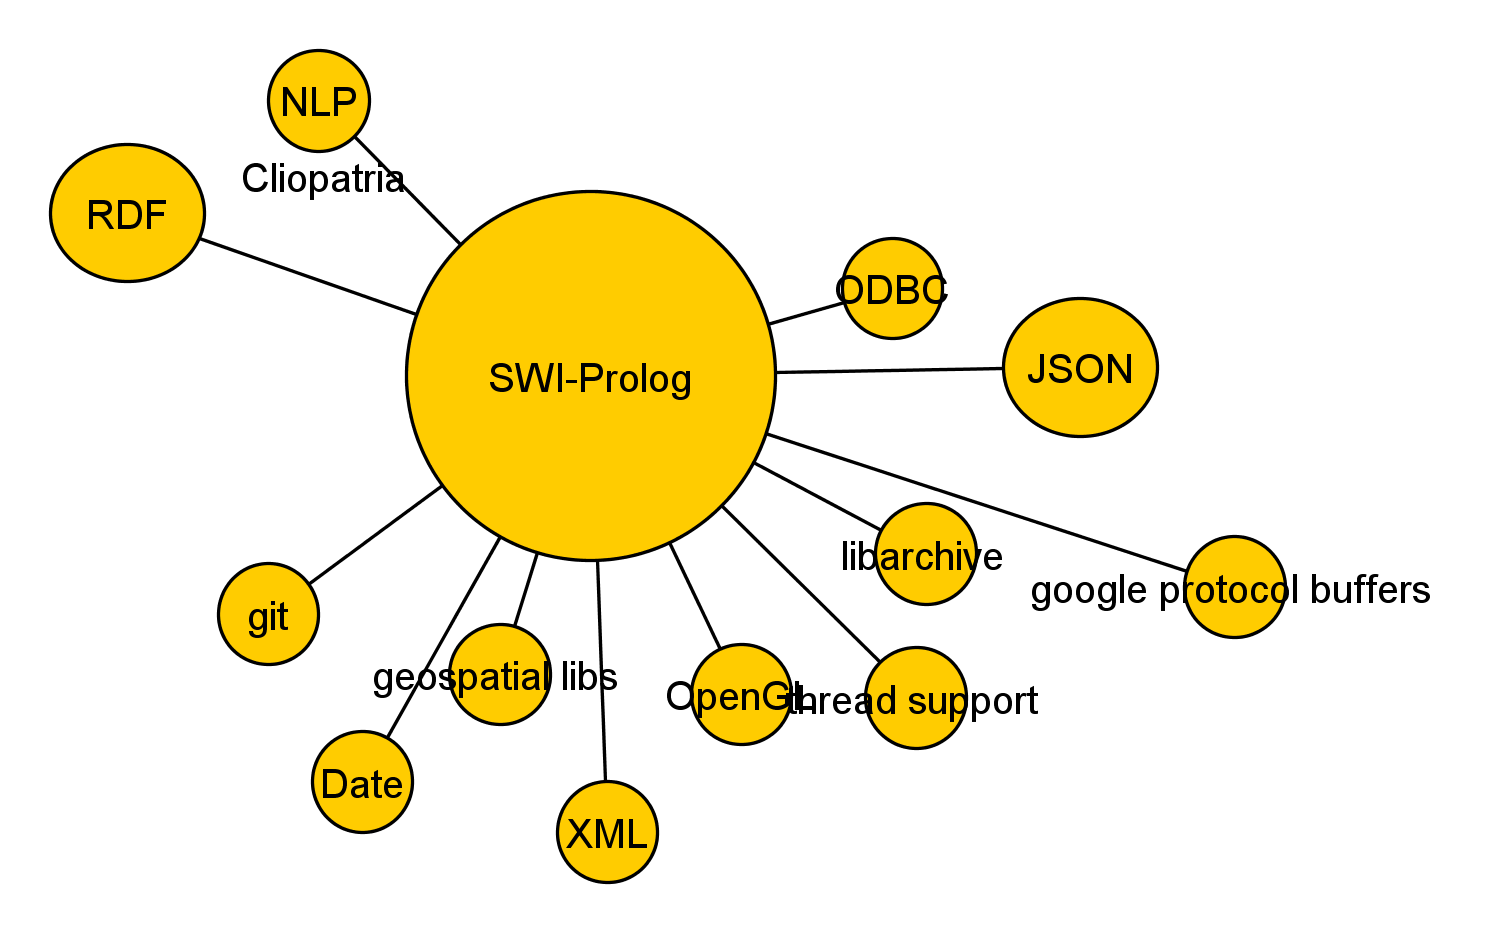 NLP
Cliopatria
RDF
ODBC
JSON
SWI-Prolog
libarchive
google protocol buffers
git
geospatial libs
OpenGL
thread support
Date
XML